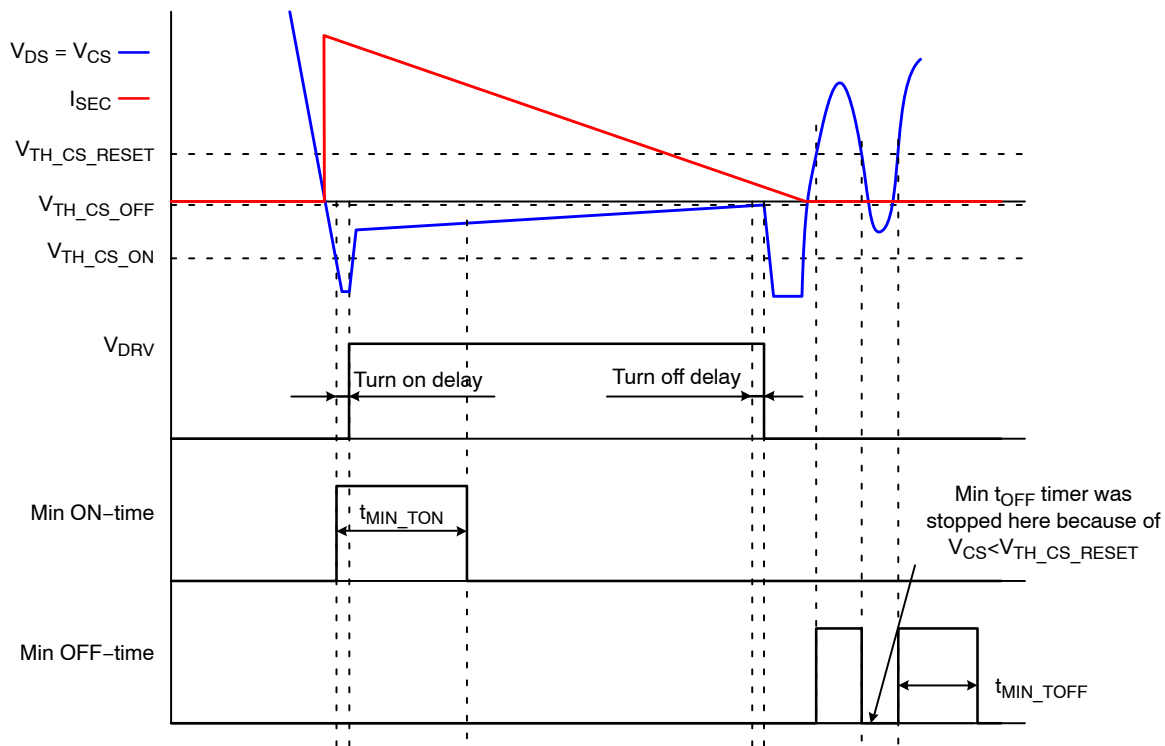 V_DS = V_CS
I_SEC
V_TH_CS_RESET
V_TH_CS_OFF
V_TH_CS_ON
V_DRV
Turn on delay
Turn off delay
Min ON−time
t_MIN_TON
Min t_OFF timer was
stopped here because of
V_CS<V_TH_CS_RESET
Min OFF−time
t_MIN_TOFF